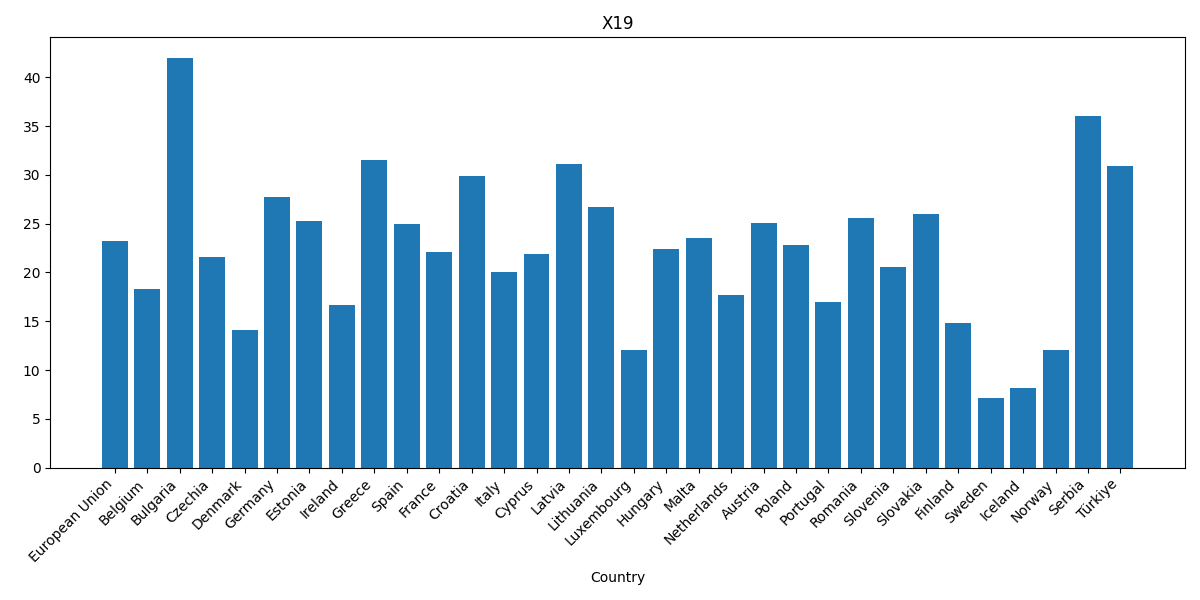 X19
40
35
30
25
20
15
10
5
0
European Union
Belgium
Bulgaria
Czechia
Denmark
Germany
Estonia
Ireland
Greece
Spain
France
Croatia
Italy
Cyprus
Latvia
Lithuania
Luxembourg
Hungary
Malta
Netherlands
Austria
Poland
Portugal
Romania
Slovenia
Slovakia
Finland
Sweden
Iceland
Norway
Serbia
Türkiye
Country